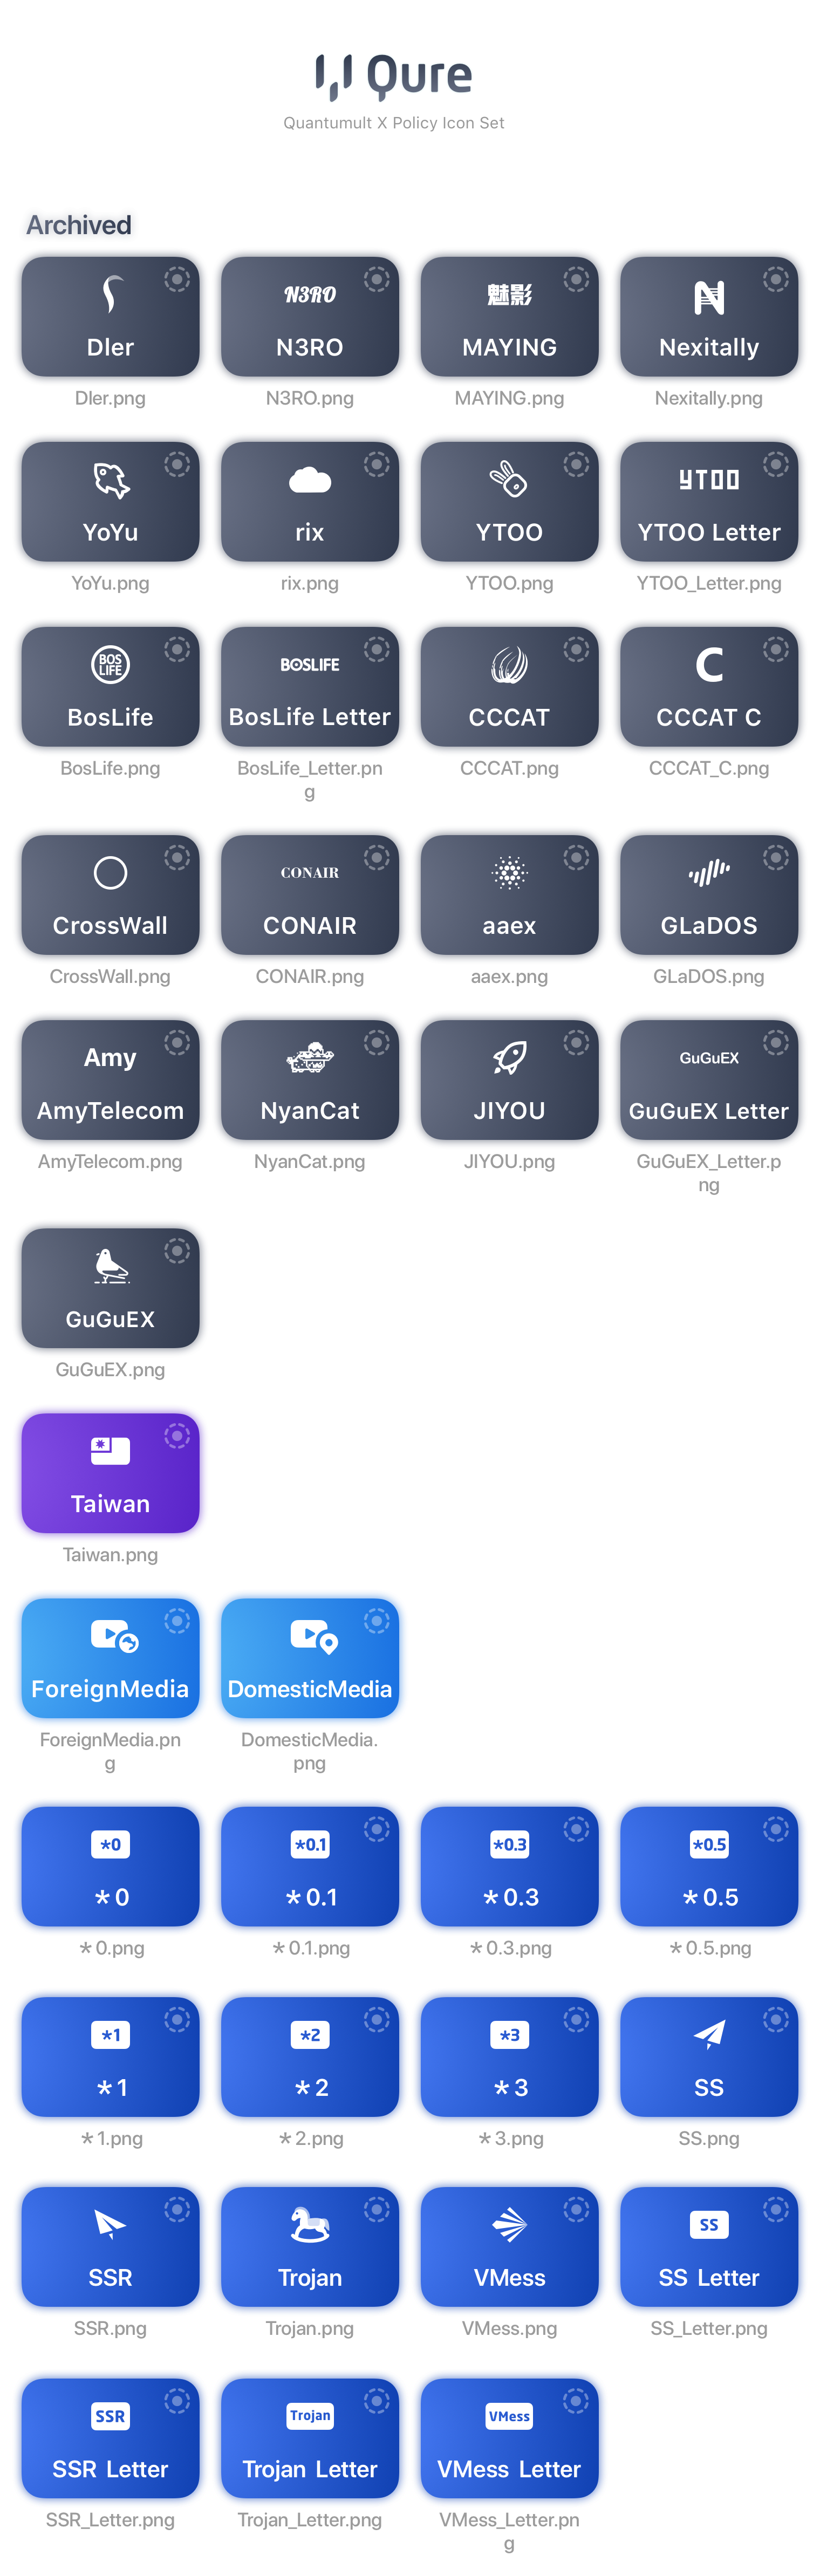 Qure
Quantumult X Policy Icon Set
Archived
N3RO
魅影
Dler
N3RO
MAYING
Nexitally
Dler.png
N3RO.png
MAYING.png
Nexitally.png
YTOO
YoYu
rix
YTOO
YTOO Letter
YoYu.png
rix.png
YTOO.png
YTOO_Letter.png
BOS
LIFE
BOSLIFE
C
BosLife
BosLife Letter
CCCAT
CCCAT C
BosLife.png
BosLife_Letter.pn
g
CCCAT.png
CCCAT_C.png
CONAIR
CrossWall
CONAIR
aaex
GLaDOS
CrossWall.png
CONAIR.png
aaex.png
GLaDOS.png
Amy
GuGuEX
AmyTelecom
NyanCat
JIYOU
GuGuEX Letter
AmyTelecom.png
NyanCat.png
JIYOU.png
GuGuEX_Letter.p
ng
GuGuEX
GuGuEX.png
Taiwan
Taiwan.png
ForeignMedia
DomesticMedia
ForeignMedia.pn
g
DomesticMedia.
png
*0
*0.1
*0.3
*0.5
*0
*0.1
*0.3
*0.5
*0.png
*0.1.png
*0.3.png
*0.5.png
*1
*2
*3
*1
*2
*3
SS
*1.png
*2.png
*3.png
SS.png
SS
SSR
Trojan
VMess
SS Letter
SSR.png
Trojan.png
VMess.png
SS_Letter.png
SSR
Trojan
VMess
SSR Letter
Trojan Letter
VMess Letter
SSR_Letter.png
Trojan_Letter.png
VMess_Letter.pn
g